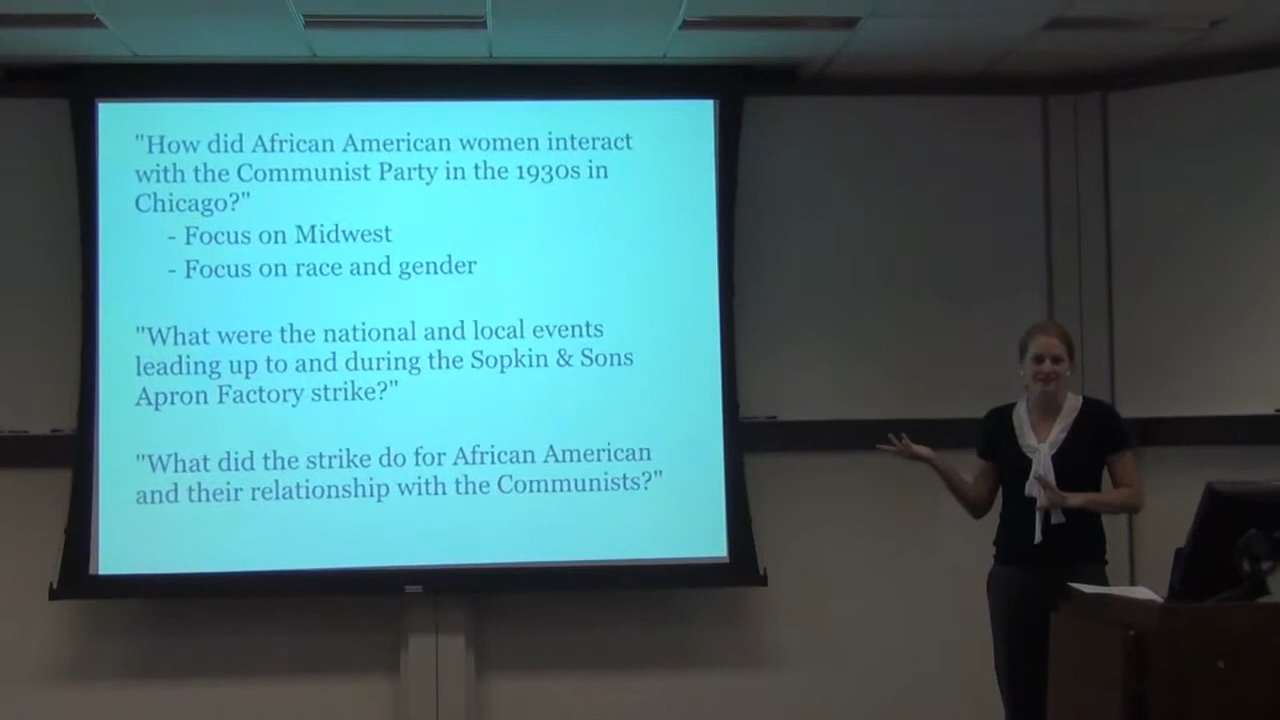 "How did African American women interact
with the Communist Party in the 1930s in
Chicago?"
- Focus on Midwest
- Focus on race and gender
"What were the national and local events
leading up to and during the Sopkin & Sons
Apron Factory strike?"
"What did the strike do for African American
and their relationship with the Communists?"